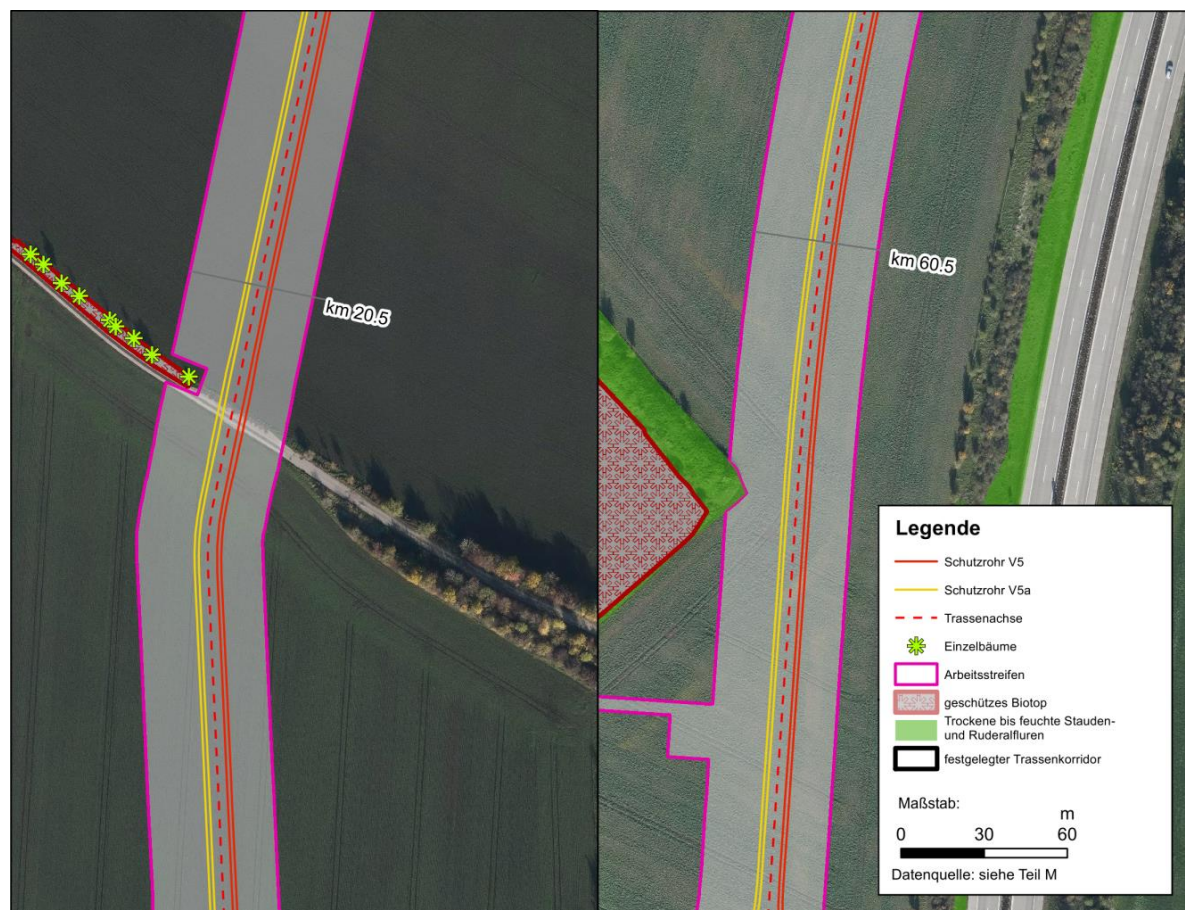 km 20.5
km 60.5
Legende
Schutzrohr V5
Schutzrohr V5a
Trassenachse
Einzelbäume
Arbeitsstreifen
geschützes Biotop
Trockene bis feuchte Stauden-
und Ruderalfluren
festgelegter Trassenkorridor
Maßstab:
m
0 30 60
Datenquelle: siehe Teil M